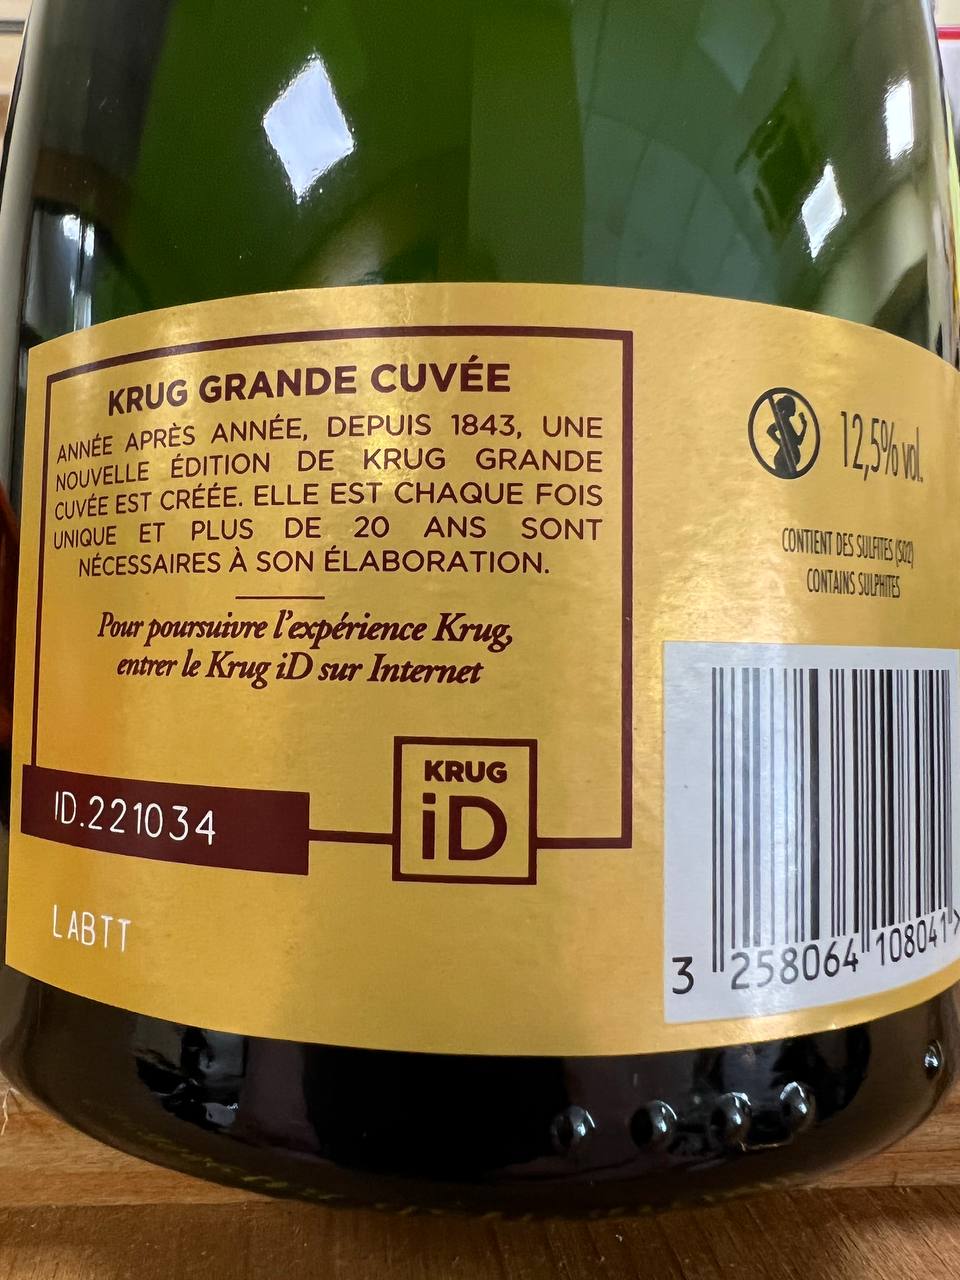 KRUG GRANDE CUVÉE
ANNÉE APRÈS ANNÉE, DEPUIS 1843, UNE
NOUVELLE ÉDITION DE KRUG GRANDE
CUVÉE EST CRÉÉE. ELLE EST CHAQUE FOIS
UNIQUE ET PLUS DE 20 ANS SONT
NÉCESSAIRES À SON ÉLABORATION.
Pour poursuivre l'expérience Krug,
entrer le Krug iD sur Internet
KRUG
iD
ID.221034
LABTT
12,5% vol.
CONTIENT DES SULFITES (SO2)
CONTAINS SULPHITES
3 258064 108041 >